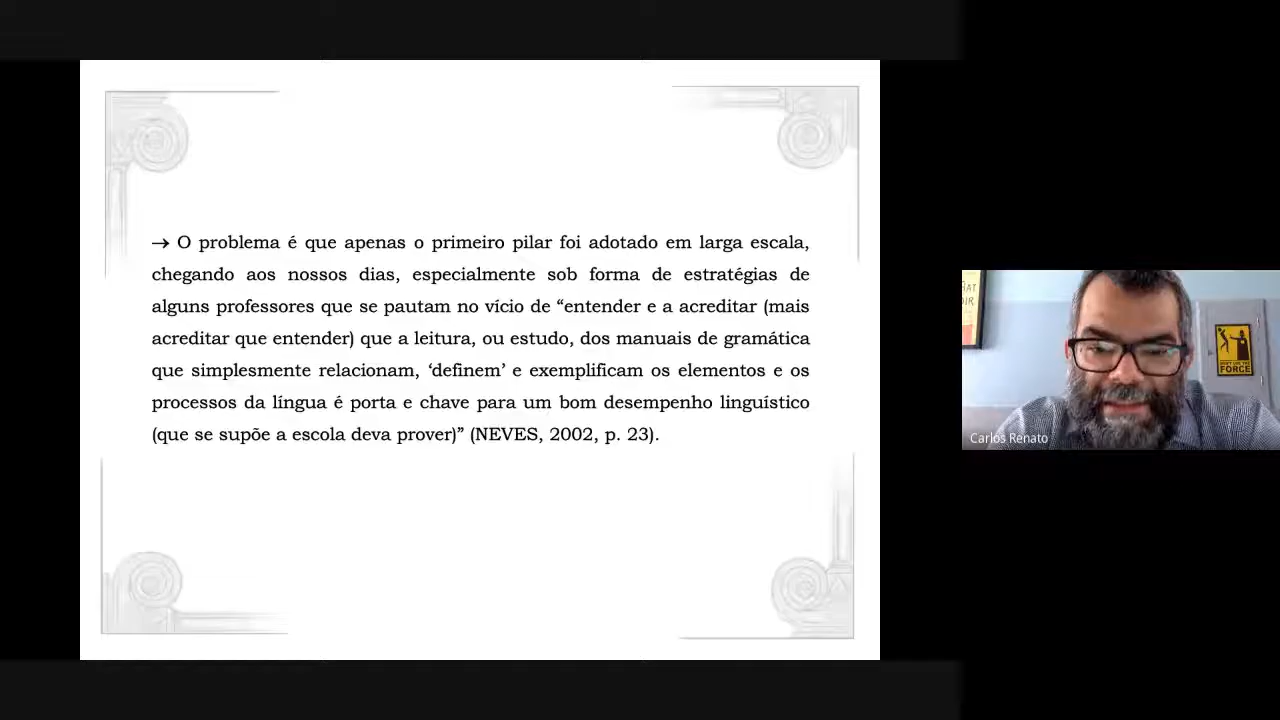 → O problema é que apenas o primeiro pilar foi adotado em larga escala,
chegando aos nossos dias, especialmente sob forma de estratégias de
alguns professores que se pautam no vício de “entender e a acreditar (mais
acreditar que entender) que a leitura, ou estudo, dos manuais de gramática
que simplesmente relacionam, ‘definem’ e exemplificam os elementos e os
processos da língua é porta e chave para um bom desempenho linguístico
(que se supõe a escola deva prover)” (NEVES, 2002, p. 23).
FORCE
Carlos Renato